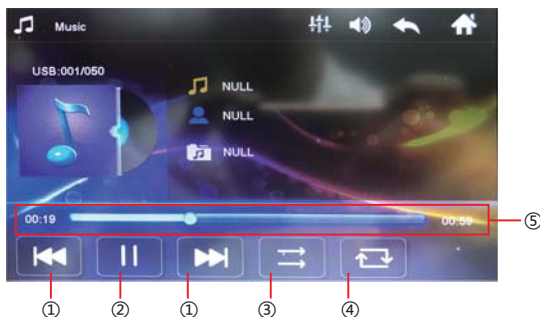 Music
USB:001/050
NULL
NULL
NULL
00:19
00:59
⑤
① ② ① ③ ④